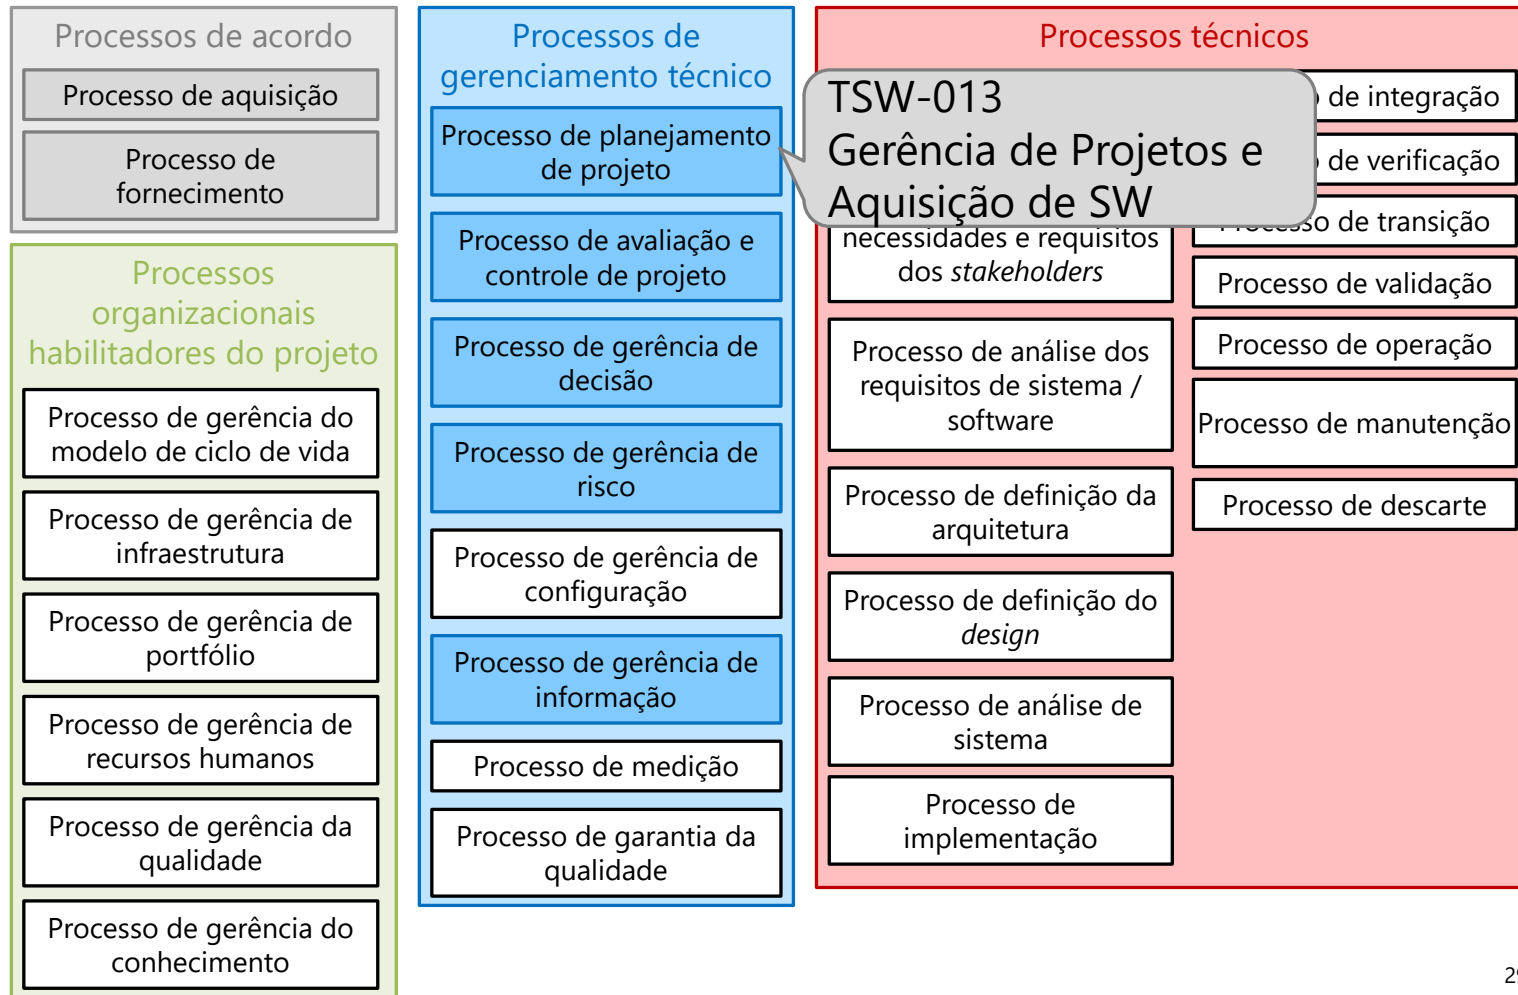 Processos de acordo
Processo de aquisição
Processo de
fornecimento
Processos
organizacionais
habilitadores do projeto
Processo de gerência do
modelo de ciclo de vida
Processo de gerência de
infraestrutura
Processo de gerência de
portfólio
Processo de gerência de
recursos humanos
Processo de gerência da
qualidade
Processo de gerência do
conhecimento
Processos de
gerenciamento técnico
Processo de planejamento
de projeto
Processo de avaliação e
controle de projeto
Processo de gerência de
decisão
Processo de gerência de
risco
Processo de gerência de
configuração
Processo de gerência de
informação
Processo de medição
Processo de garantia da
qualidade
Processos técnicos
TSW-013
Gerência de Projetos e
Aquisição de SW
necessidades e requisitos
dos stakeholders
Processo de análise dos
requisitos de sistema /
software
Processo de definição da
arquitetura
Processo de definição do
design
Processo de análise de
sistema
Processo de
implementação
de integração
de verificação
Processo de transição
Processo de validação
Processo de operação
Processo de manutenção
Processo de descarte